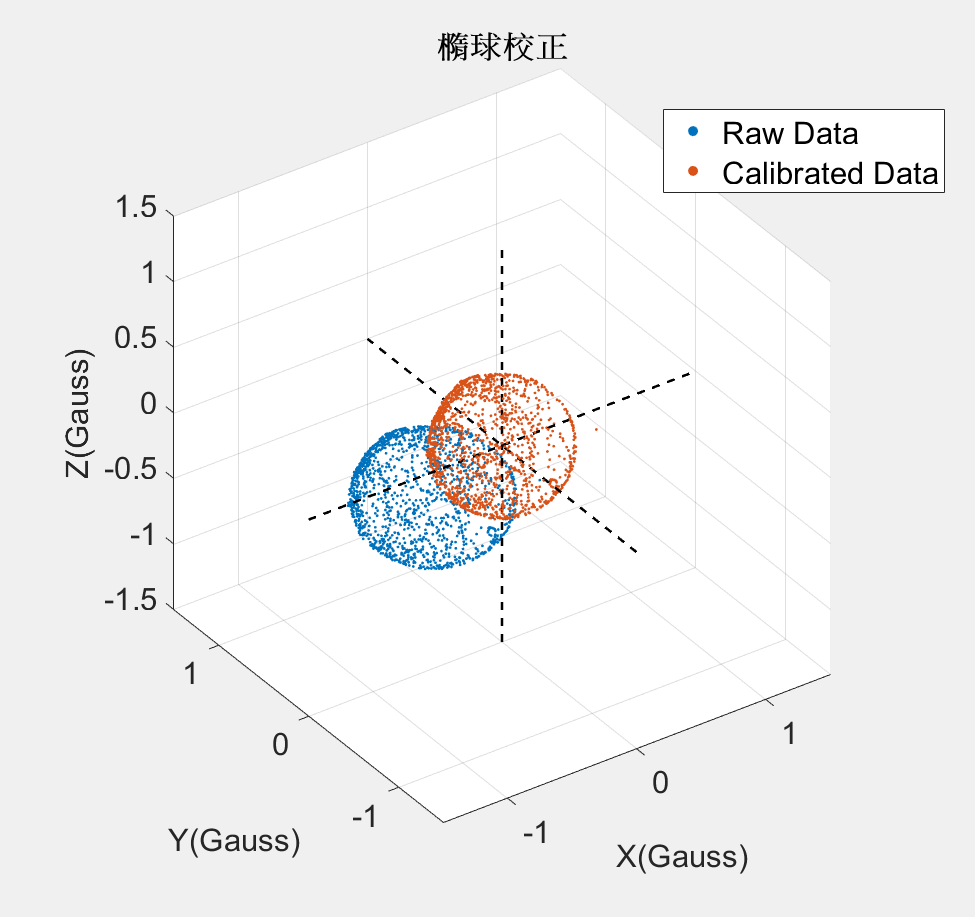 橢球校正
Raw Data
Calibrated Data
1.5
1
0.5
0
-0.5
-1
-1.5
Z(Gauss)
1
0
-1
Y(Gauss)
-1
0
1
X(Gauss)